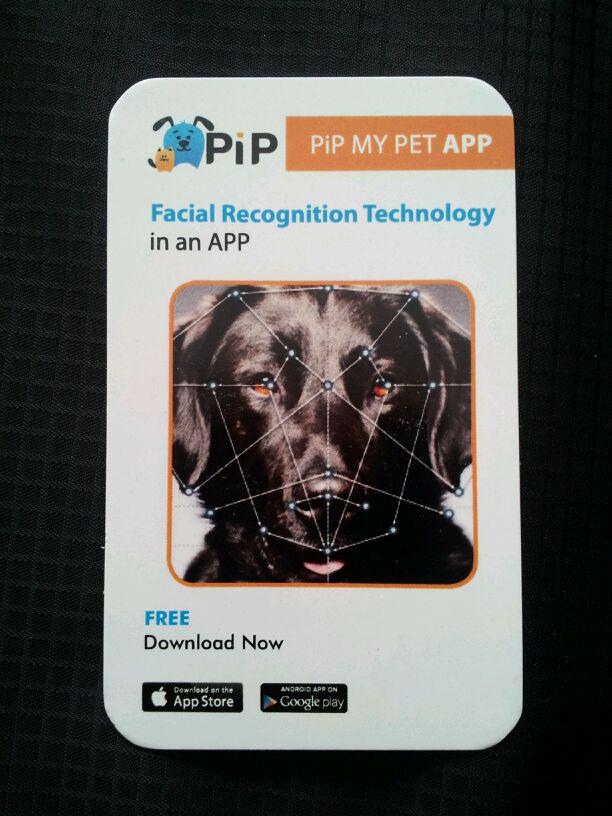 PiP
PiP MY PET APP
Facial Recognition Technology
in an APP
FREE
Download Now
Download on the
App Store
ANDROID APP ON
Google play